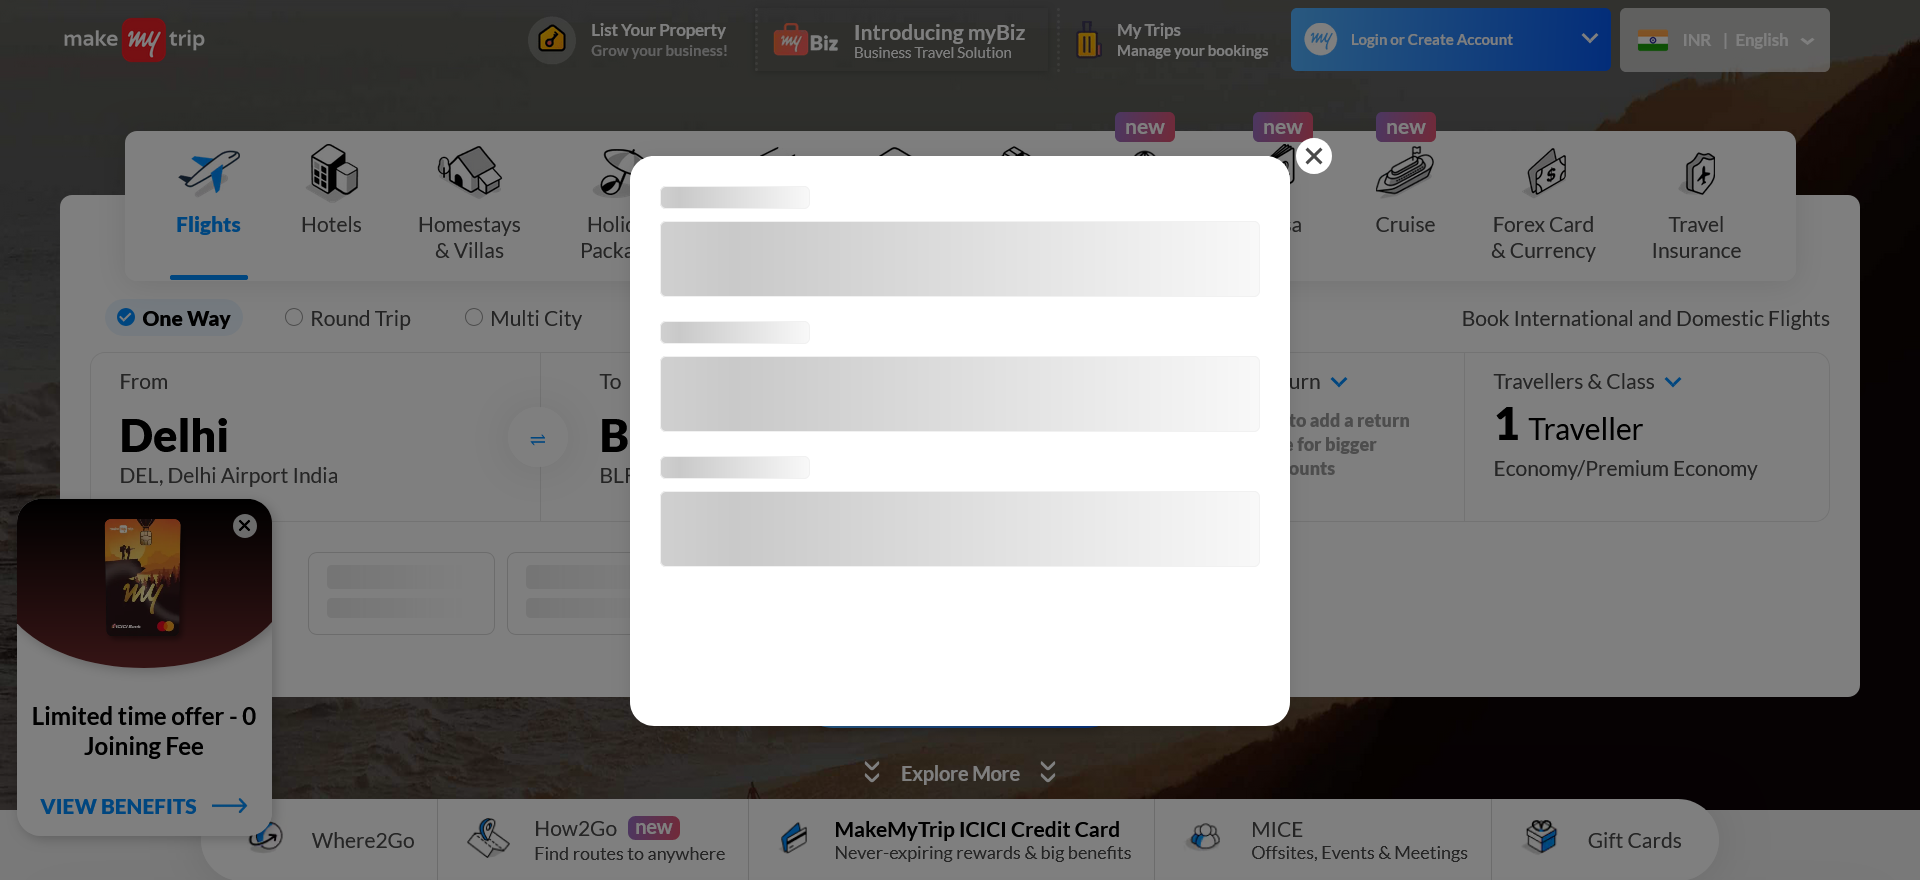 make my trip
List Your Property
Grow your business!
my Biz
Introducing myBiz
Business Travel Solution
My Trips
Manage your bookings
my
Login or Create Account
INR | English
new
new
new
Flights
Hotels
Homestays
& Villas
Cruise
Forex Card
& Currency
Travel
Insurance
One Way
Round Trip
Multi City
Book International and Domestic Flights
From
Delhi
DEL, Delhi Airport India
To
Travellers & Class
1 Traveller
Economy/Premium Economy
to add a return
for bigger
my
ICICI Bank
Limited time offer - 0
Joining Fee
VIEW BENEFITS
Explore More
Where2Go
How2Go new
Find routes to anywhere
MakeMyTrip ICICI Credit Card
Never-expiring rewards & big benefits
MICE
Offsites, Events & Meetings
Gift Cards